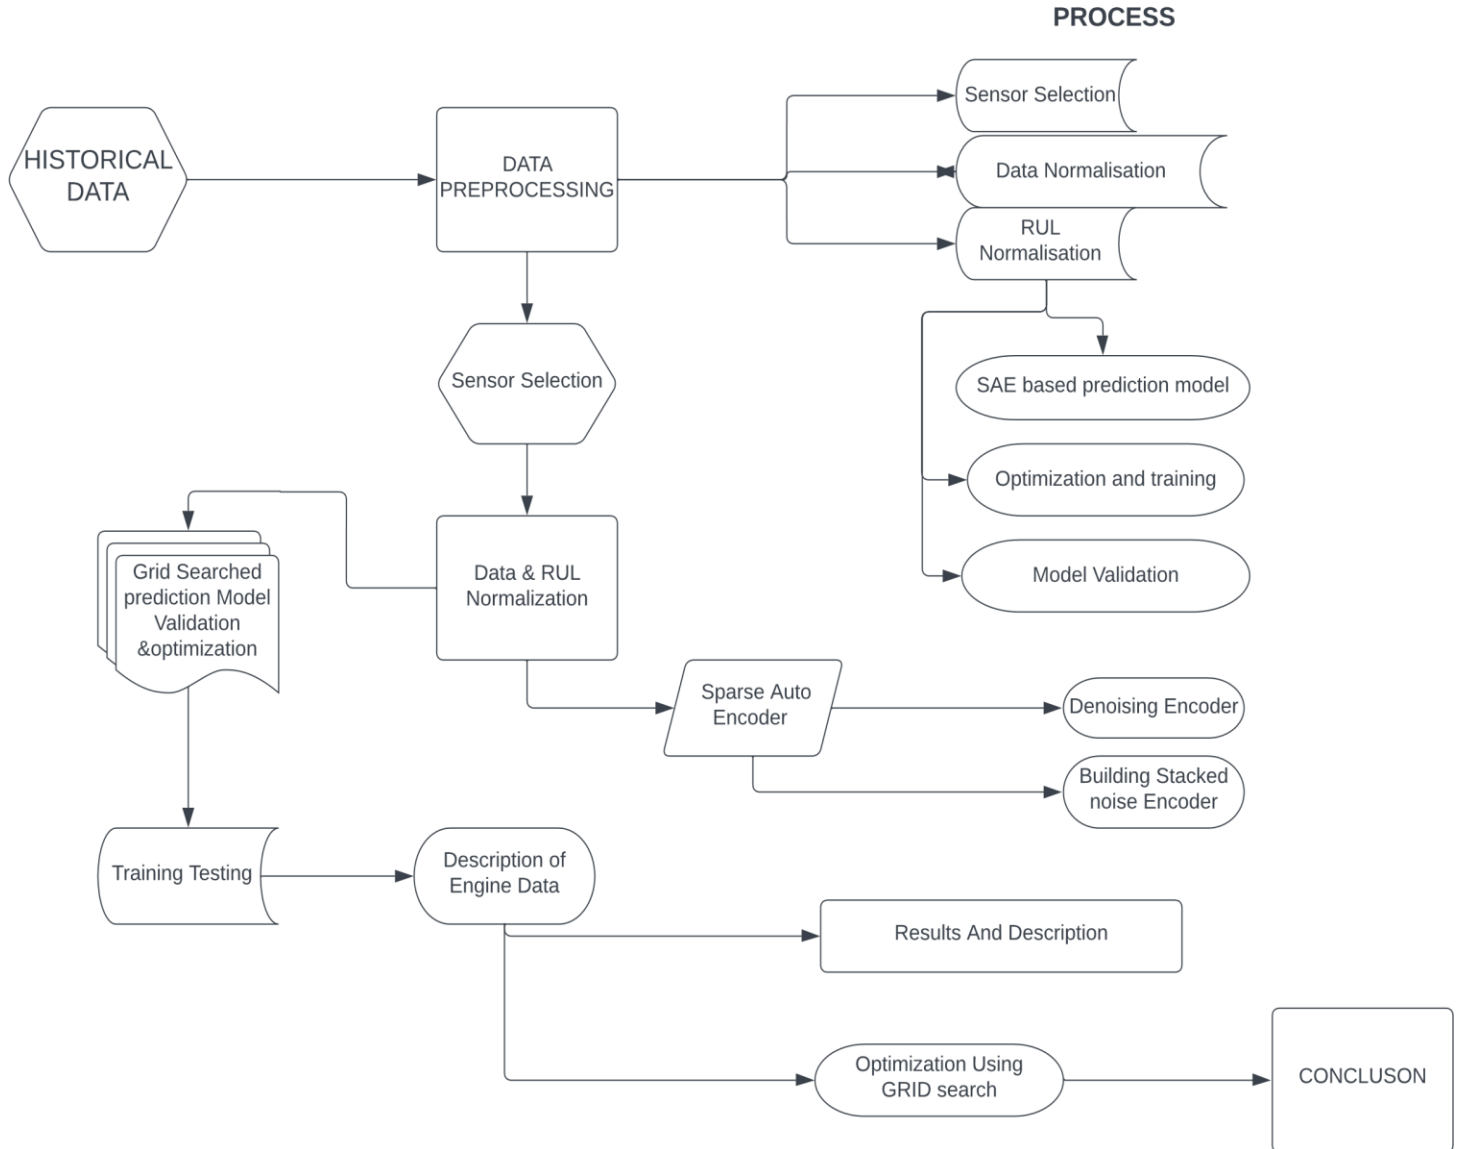 PROCESS
Sensor Selection
HISTORICAL
DATA
DATA
PREPROCESSING
Data Normalisation
RUL
Normalisation
Sensor Selection
SAE based prediction model
Optimization and training
Data & RUL
Normalization
Grid Searched
prediction Model
Validation
&optimization
Model Validation
Sparse Auto
Encoder
Denoising Encoder
Building Stacked
noise Encoder
Training Testing
Description of
Engine Data
Results And Description
Optimization Using
GRID search
CONCLUSON